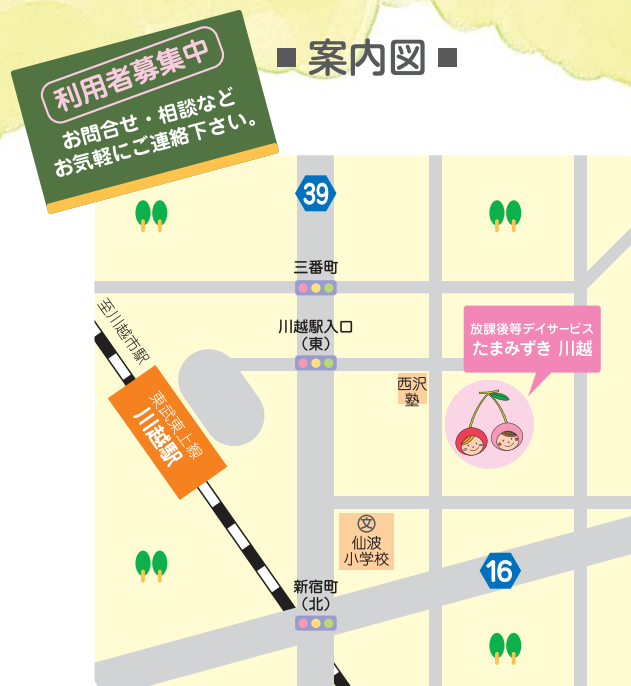 利用者募集中
お問合せ・相談など
お気軽にご連絡下さい。
■ 案内図 ■
39
三番町
至川越市駅
川越駅入口
（東）
放課後等デイサービス
たまみずき 川越
西沢
塾
東武東上線
川越駅
文
仙波
小学校
16
新宿町
（北）